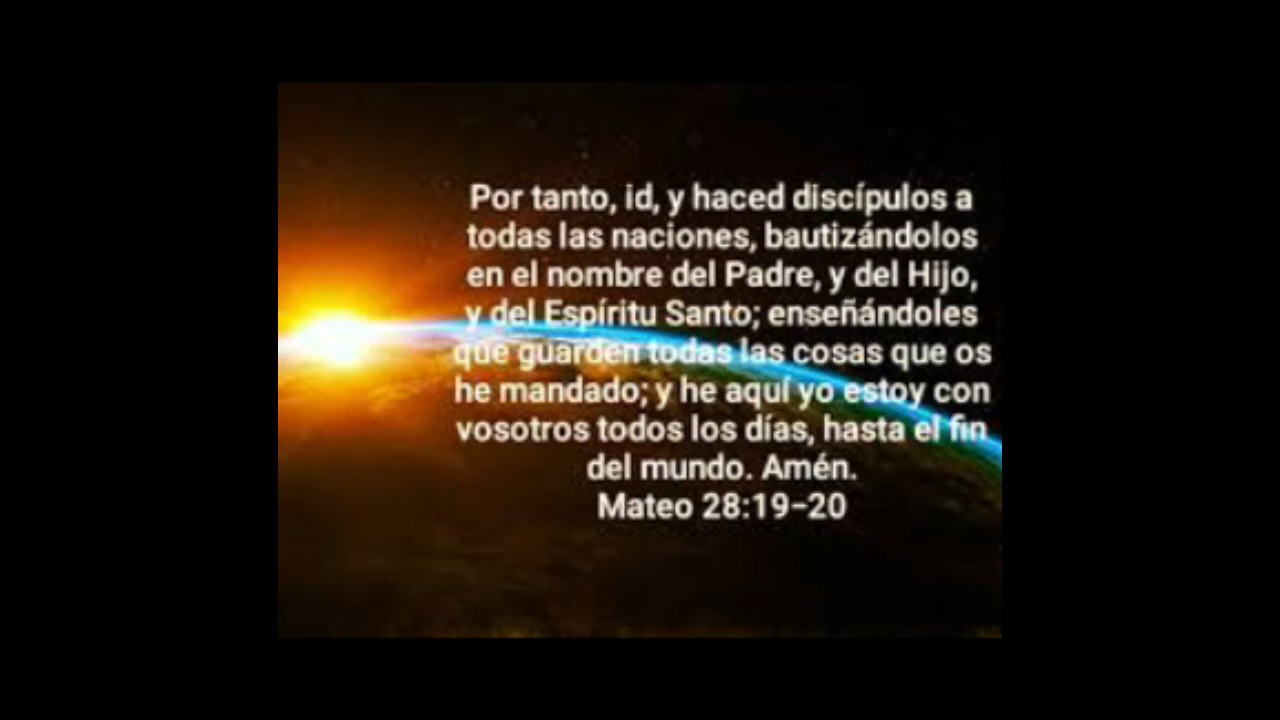 Por tanto, id, y haced discípulos a
todas las naciones, bautizándolos
en el nombre del Padre, y del Hijo,
y del Espíritu Santo; enseñándoles
que guarden todas las cosas que os
he mandado; y he aquí yo estoy con
vosotros todos los días, hasta el fin
del mundo. Amén.
Mateo 28:19-20